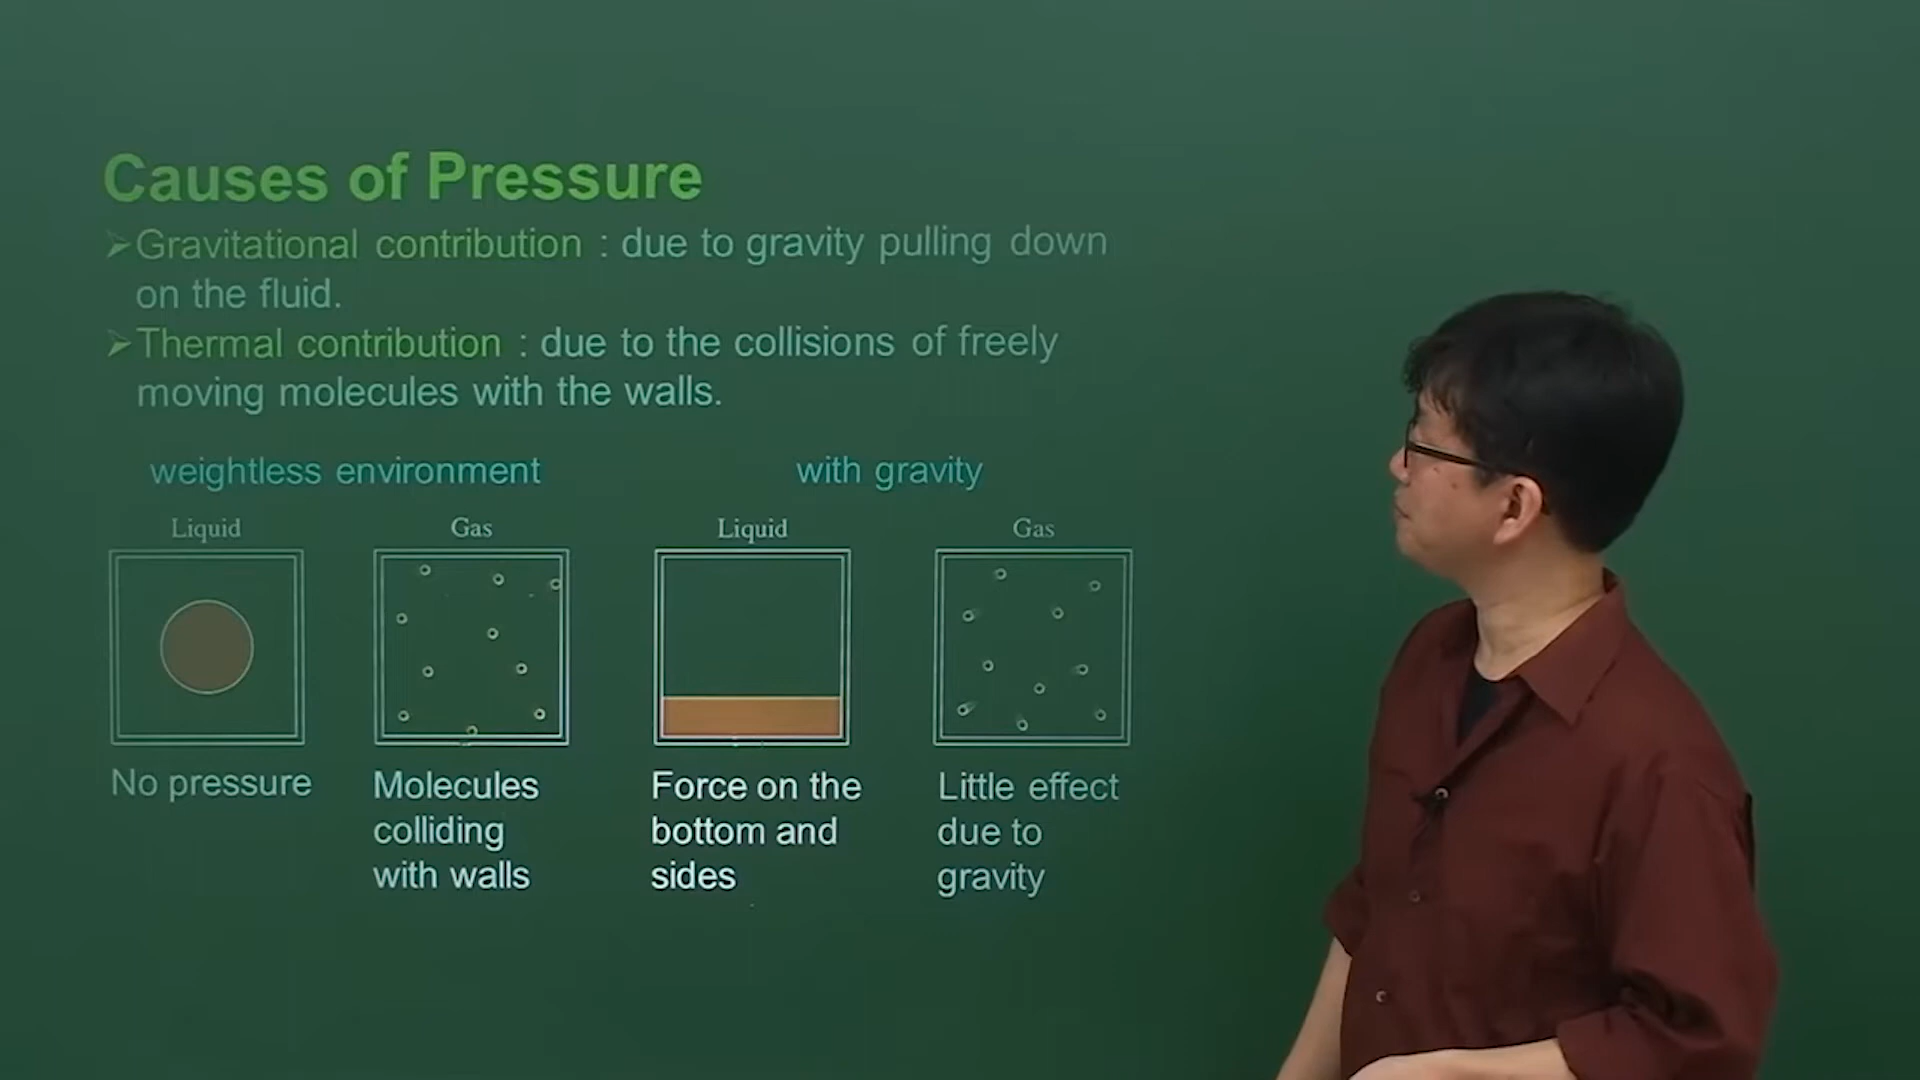 Causes of Pressure
➢Gravitational contribution : due to gravity pulling down
on the fluid.
➢Thermal contribution : due to the collisions of freely
moving molecules with the walls.
weightless environment with gravity
Liquid Gas Liquid Gas
No pressure
Molecules
colliding
with walls
Force on the
bottom and
sides
Little effect
due to
gravity